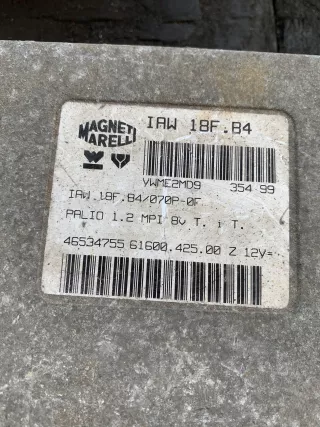 MAGNETI MARELLI
IAW 18F.B4
VWME2MD9 354 99
IAW.18F.B4/070P-0F
PALIO 1.2 MPI 8v T. i T.
46534755 61600.425.00 Z 12V=